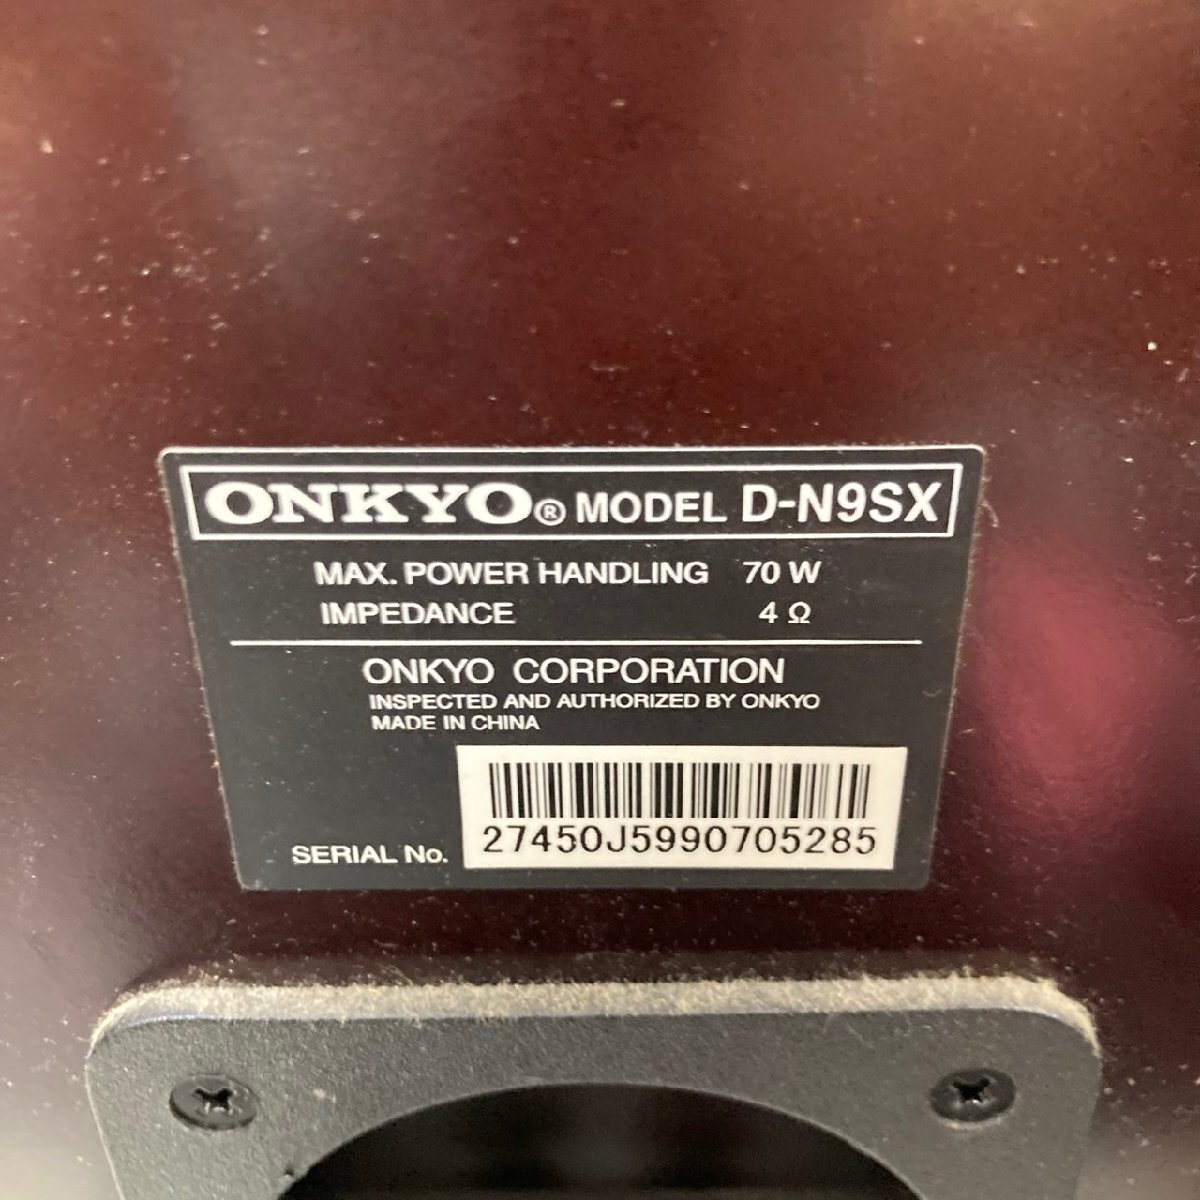 ONKYO® MODEL D-N9SX
MAX. POWER HANDLING 70 W
IMPEDANCE 4 Ω
ONKYO CORPORATION
INSPECTED AND AUTHORIZED BY ONKYO
MADE IN CHINA
SERIAL No. 27450J5990705285